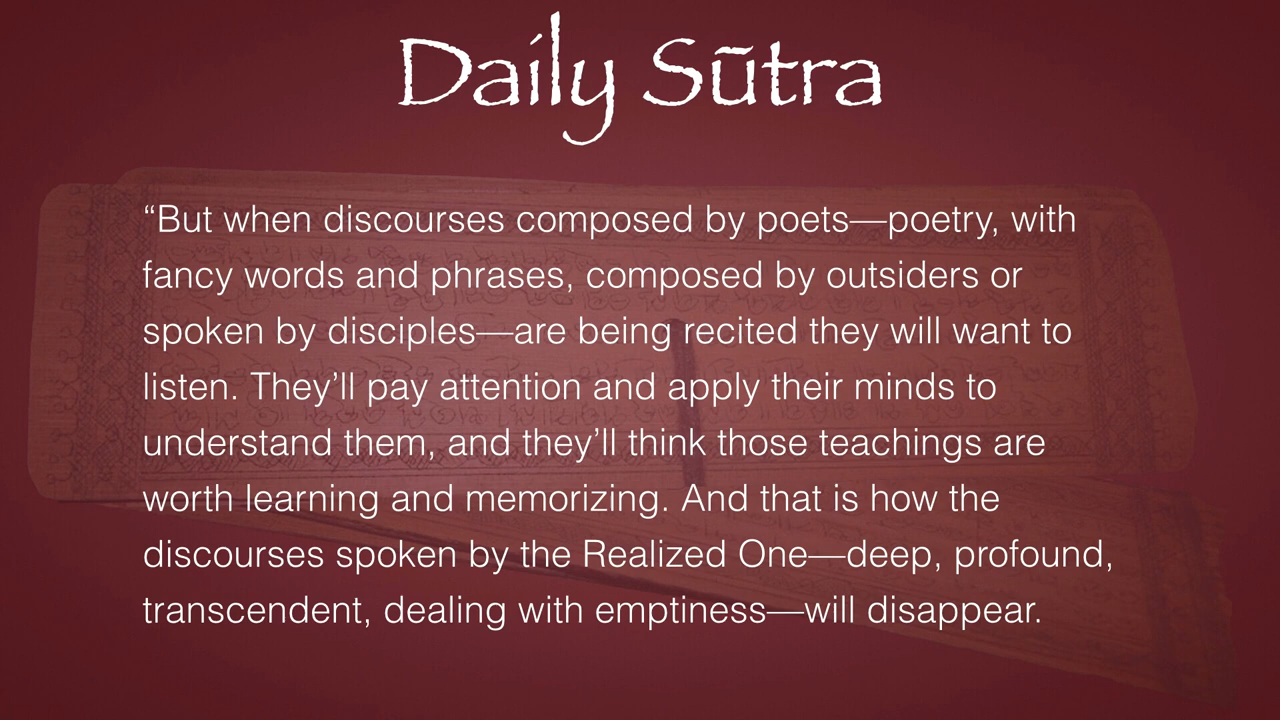 Daily Sūtra
“But when discourses composed by poets—poetry, with
fancy words and phrases, composed by outsiders or
spoken by disciples—are being recited they will want to
listen. They’ll pay attention and apply their minds to
understand them, and they’ll think those teachings are
worth learning and memorizing. And that is how the
discourses spoken by the Realized One—deep, profound,
transcendent, dealing with emptiness—will disappear.